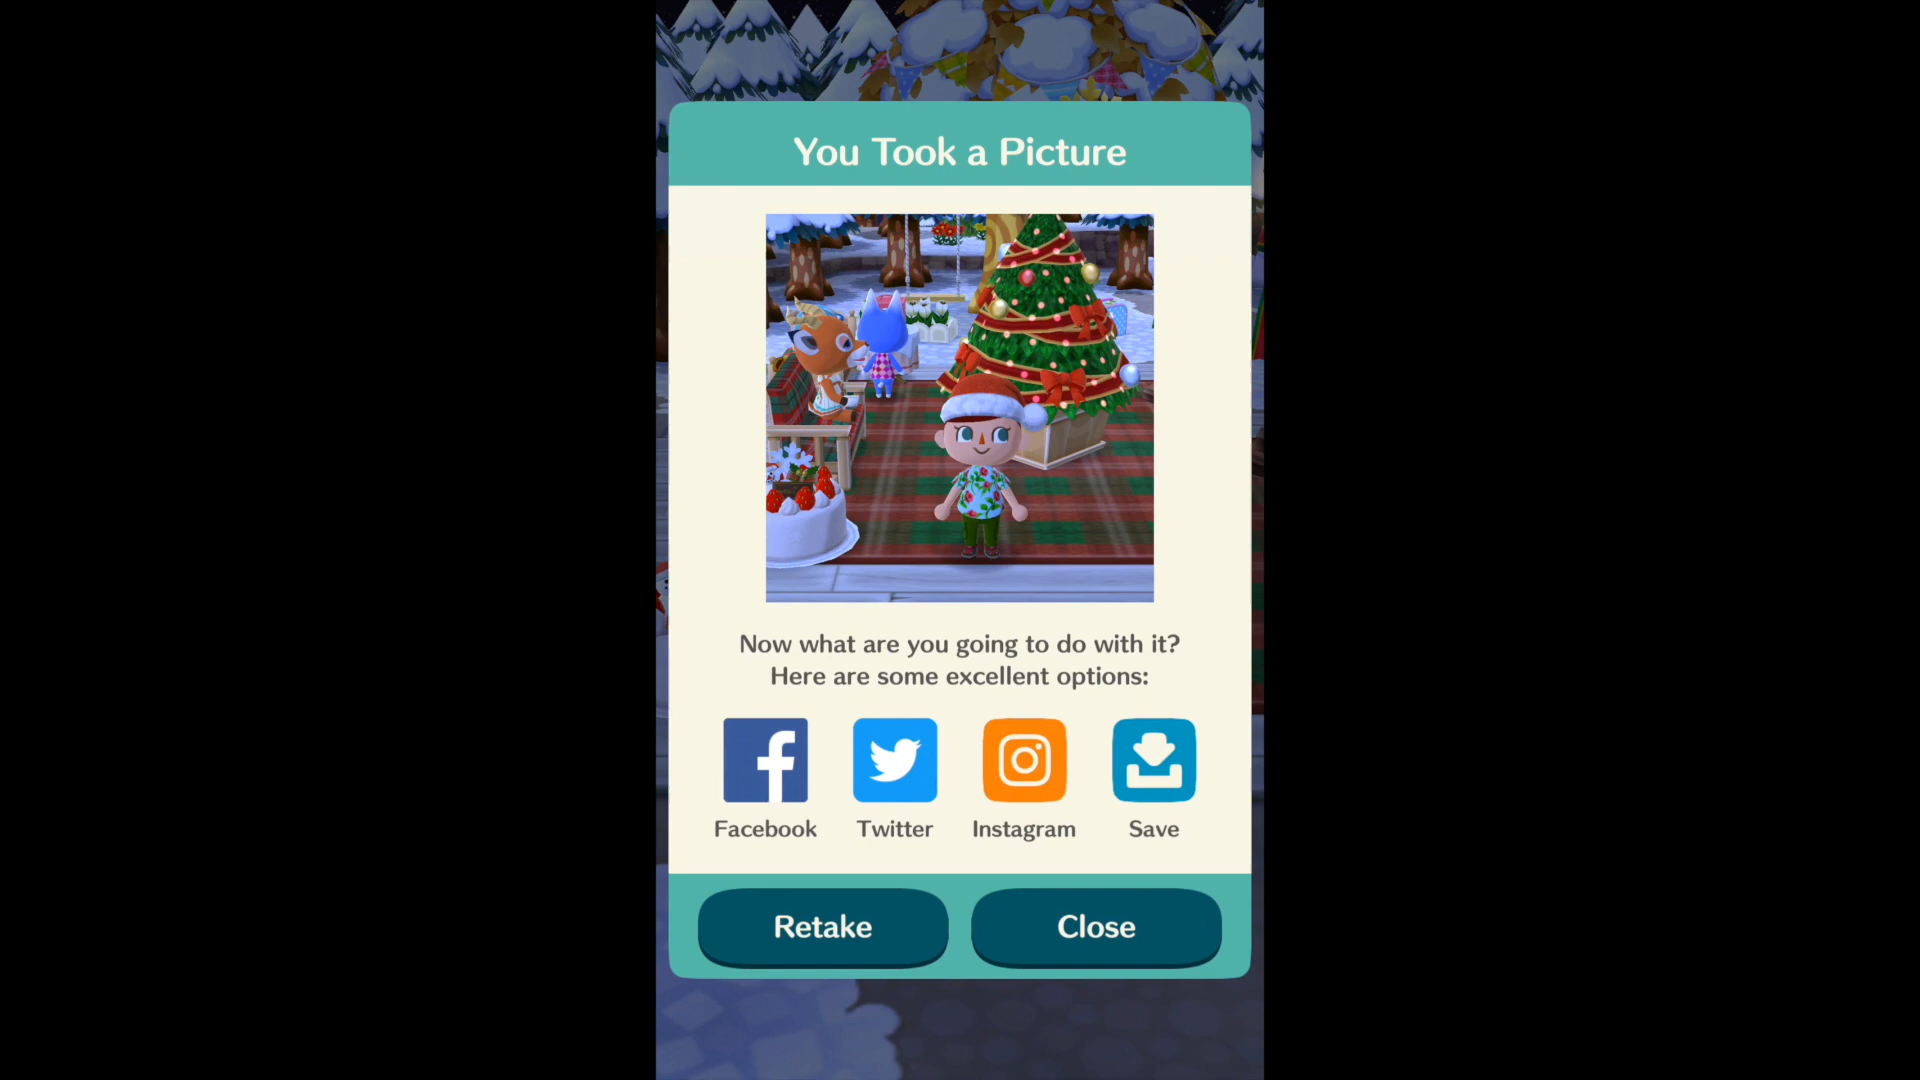 You Took a Picture
Now what are you going to do with it?
Here are some excellent options:
Facebook Twitter Instagram Save
Retake Close